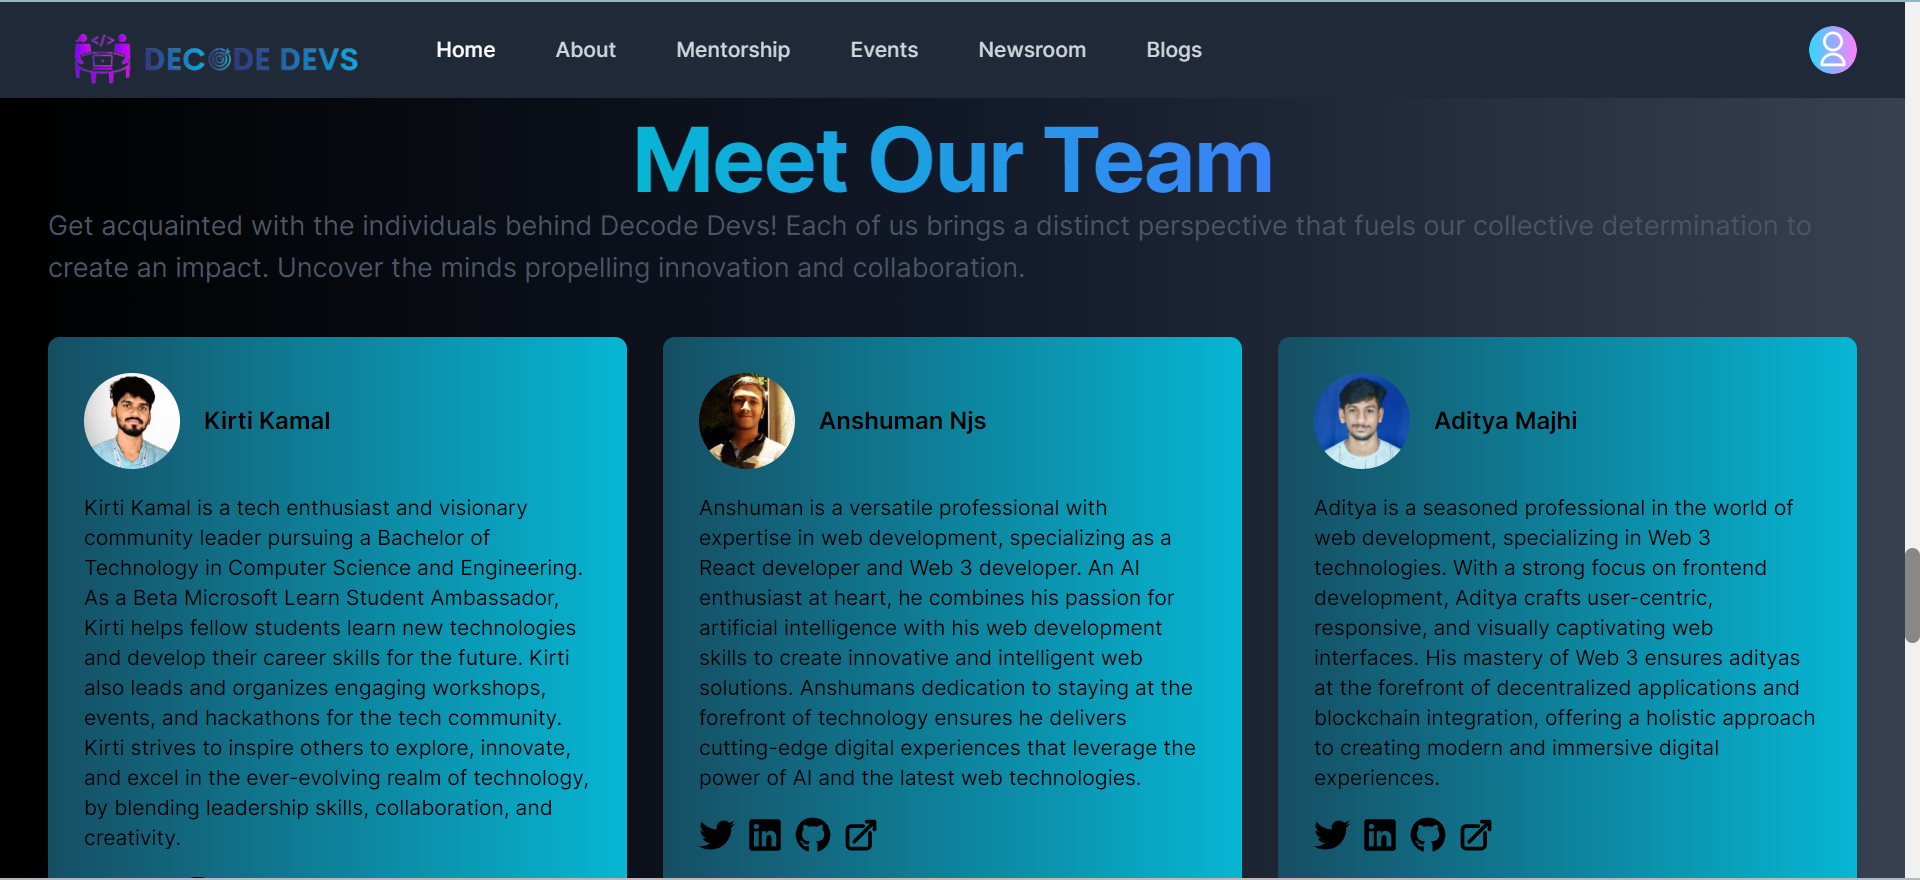 DECODE DEVS
Home About Mentorship Events Newsroom Blogs
Meet Our Team
Get acquainted with the individuals behind Decode Devs! Each of us brings a distinct perspective that fuels our collective determination to
create an impact. Uncover the minds propelling innovation and collaboration.
Kirti Kamal
Kirti Kamal is a tech enthusiast and visionary
community leader pursuing a Bachelor of
Technology in Computer Science and Engineering.
As a Beta Microsoft Learn Student Ambassador,
Kirti helps fellow students learn new technologies
and develop their career skills for the future. Kirti
also leads and organizes engaging workshops,
events, and hackathons for the tech community.
Kirti strives to inspire others to explore, innovate,
and excel in the ever-evolving realm of technology,
by blending leadership skills, collaboration, and
creativity.
Anshuman Njs
Anshuman is a versatile professional with
expertise in web development, specializing as a
React developer and Web 3 developer. An AI
enthusiast at heart, he combines his passion for
artificial intelligence with his web development
skills to create innovative and intelligent web
solutions. Anshumans dedication to staying at the
forefront of technology ensures he delivers
cutting-edge digital experiences that leverage the
power of AI and the latest web technologies.
Aditya Majhi
Aditya is a seasoned professional in the world of
web development, specializing in Web 3
technologies. With a strong focus on frontend
development, Aditya crafts user-centric,
responsive, and visually captivating web
interfaces. His mastery of Web 3 ensures adityas
at the forefront of decentralized applications and
blockchain integration, offering a holistic approach
to creating modern and immersive digital
experiences.